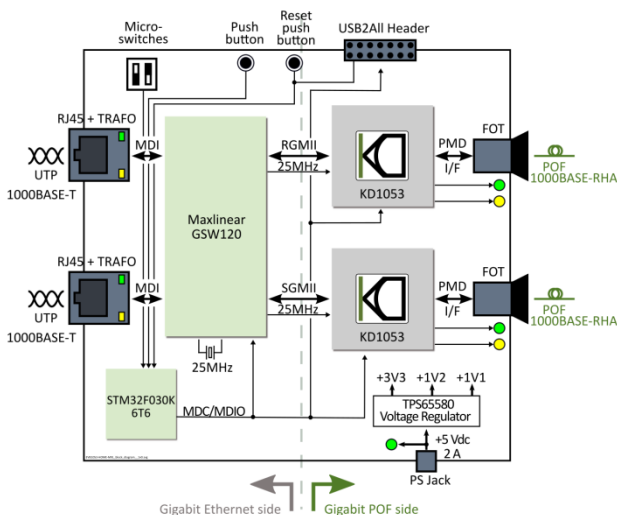 Micro-
switches
Push
button
Reset
push
button
USB2All Header
RJ45 + TRAFO
MDI
UTP
1000BASE-T
Maxlinear
GSW120
RGMII
25MHz
KD1053
PMD
I/F
FOT
POF
1000BASE-RHA
RJ45 + TRAFO
MDI
UTP
1000BASE-T
SGMII
25MHz
KD1053
PMD
I/F
FOT
POF
1000BASE-RHA
25MHz
STM32F030K
6T6
MDC/MDIO
+3V3
+1V2
+1V1
TPS65580
Voltage Regulator
+5 Vdc
2 A
PS Jack
Gigabit Ethernet side
Gigabit POF side